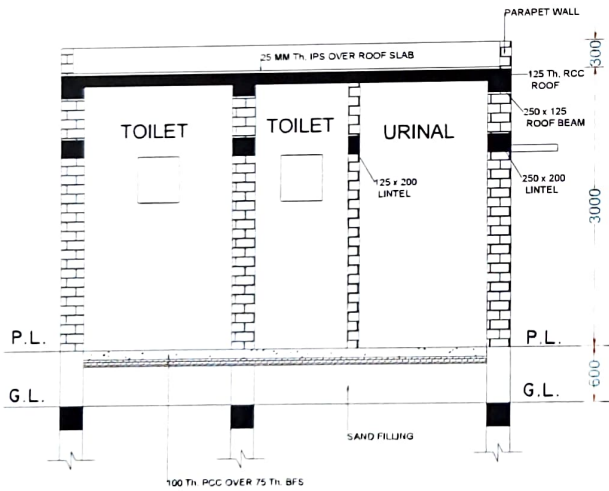 PARAPET WALL
300
25 MM Th. IPS OVER ROOF SLAB
125 Th. RCC
ROOF
250 x 125
ROOF BEAM
TOILET
TOILET
URINAL
125 x 200
LINTEL
250 x 200
LINTEL
3000
P.L.
P.L.
600
G.L.
G.L.
SAND FILLING
100 Th. PCC OVER 75 Th. BFS